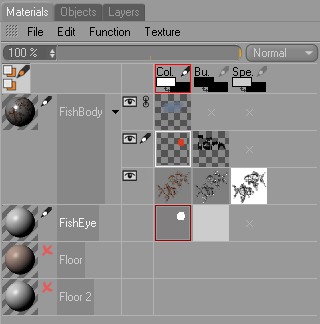 Materials Objects Layers
File Edit Function Texture
100 % Normal
Col. Bu. Spe.
FishBody
FishEye
Floor
Floor 2